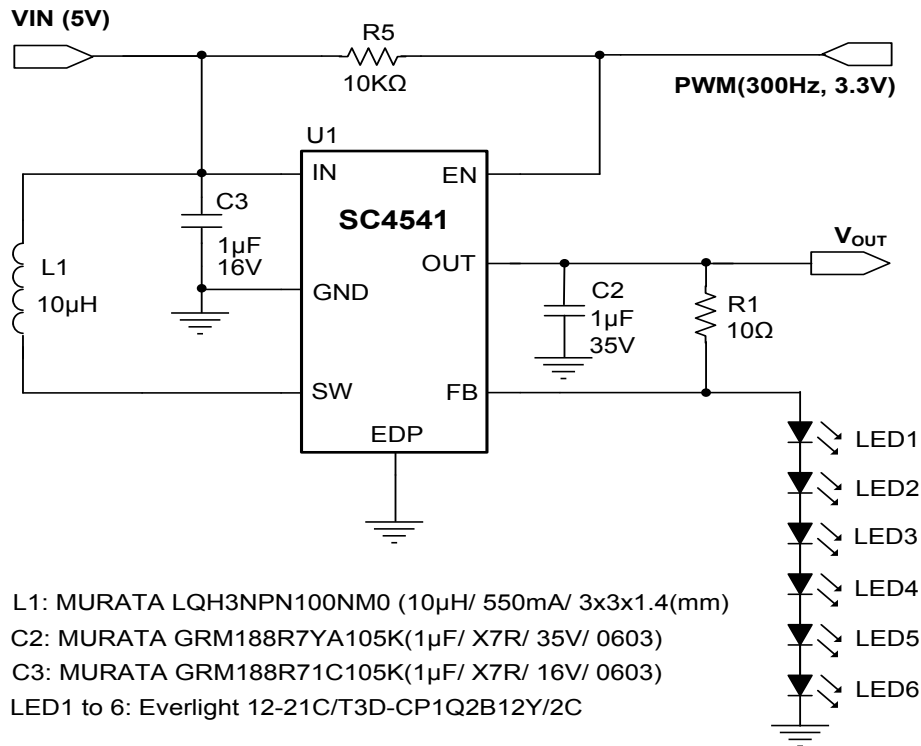 VIN (5V)
R5
10KΩ
PWM(300Hz, 3.3V)
U1
IN
EN
C3
1µF
16V
SC4541
VOUT
L1
10µH
GND
OUT
C2
1µF
35V
R1
10Ω
SW
FB
EDP
LED1
LED2
LED3
LED4
LED5
LED6
L1: MURATA LQH3NPN100NM0 (10µH/ 550mA/ 3x3x1.4(mm)
C2: MURATA GRM188R7YA105K(1µF/ X7R/ 35V/ 0603)
C3: MURATA GRM188R71C105K(1µF/ X7R/ 16V/ 0603)
LED1 to 6: Everlight 12-21C/T3D-CP1Q2B12Y/2C